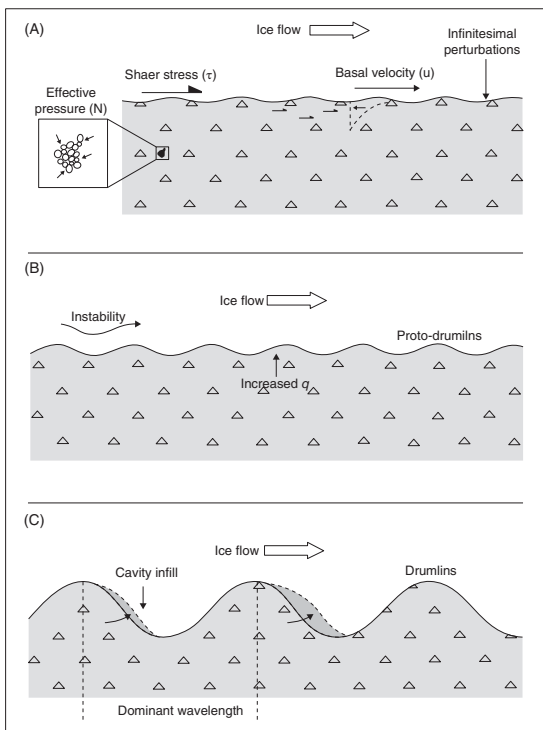 (A)
Ice flow
Infinitesimal
perturbations
Shaer stress (τ)
Basal velocity (u)
Effective
pressure (N)
(B)
Ice flow
Instability
Proto-drumilns
Increased q
(C)
Ice flow
Cavity infill
Drumlins
Dominant wavelength